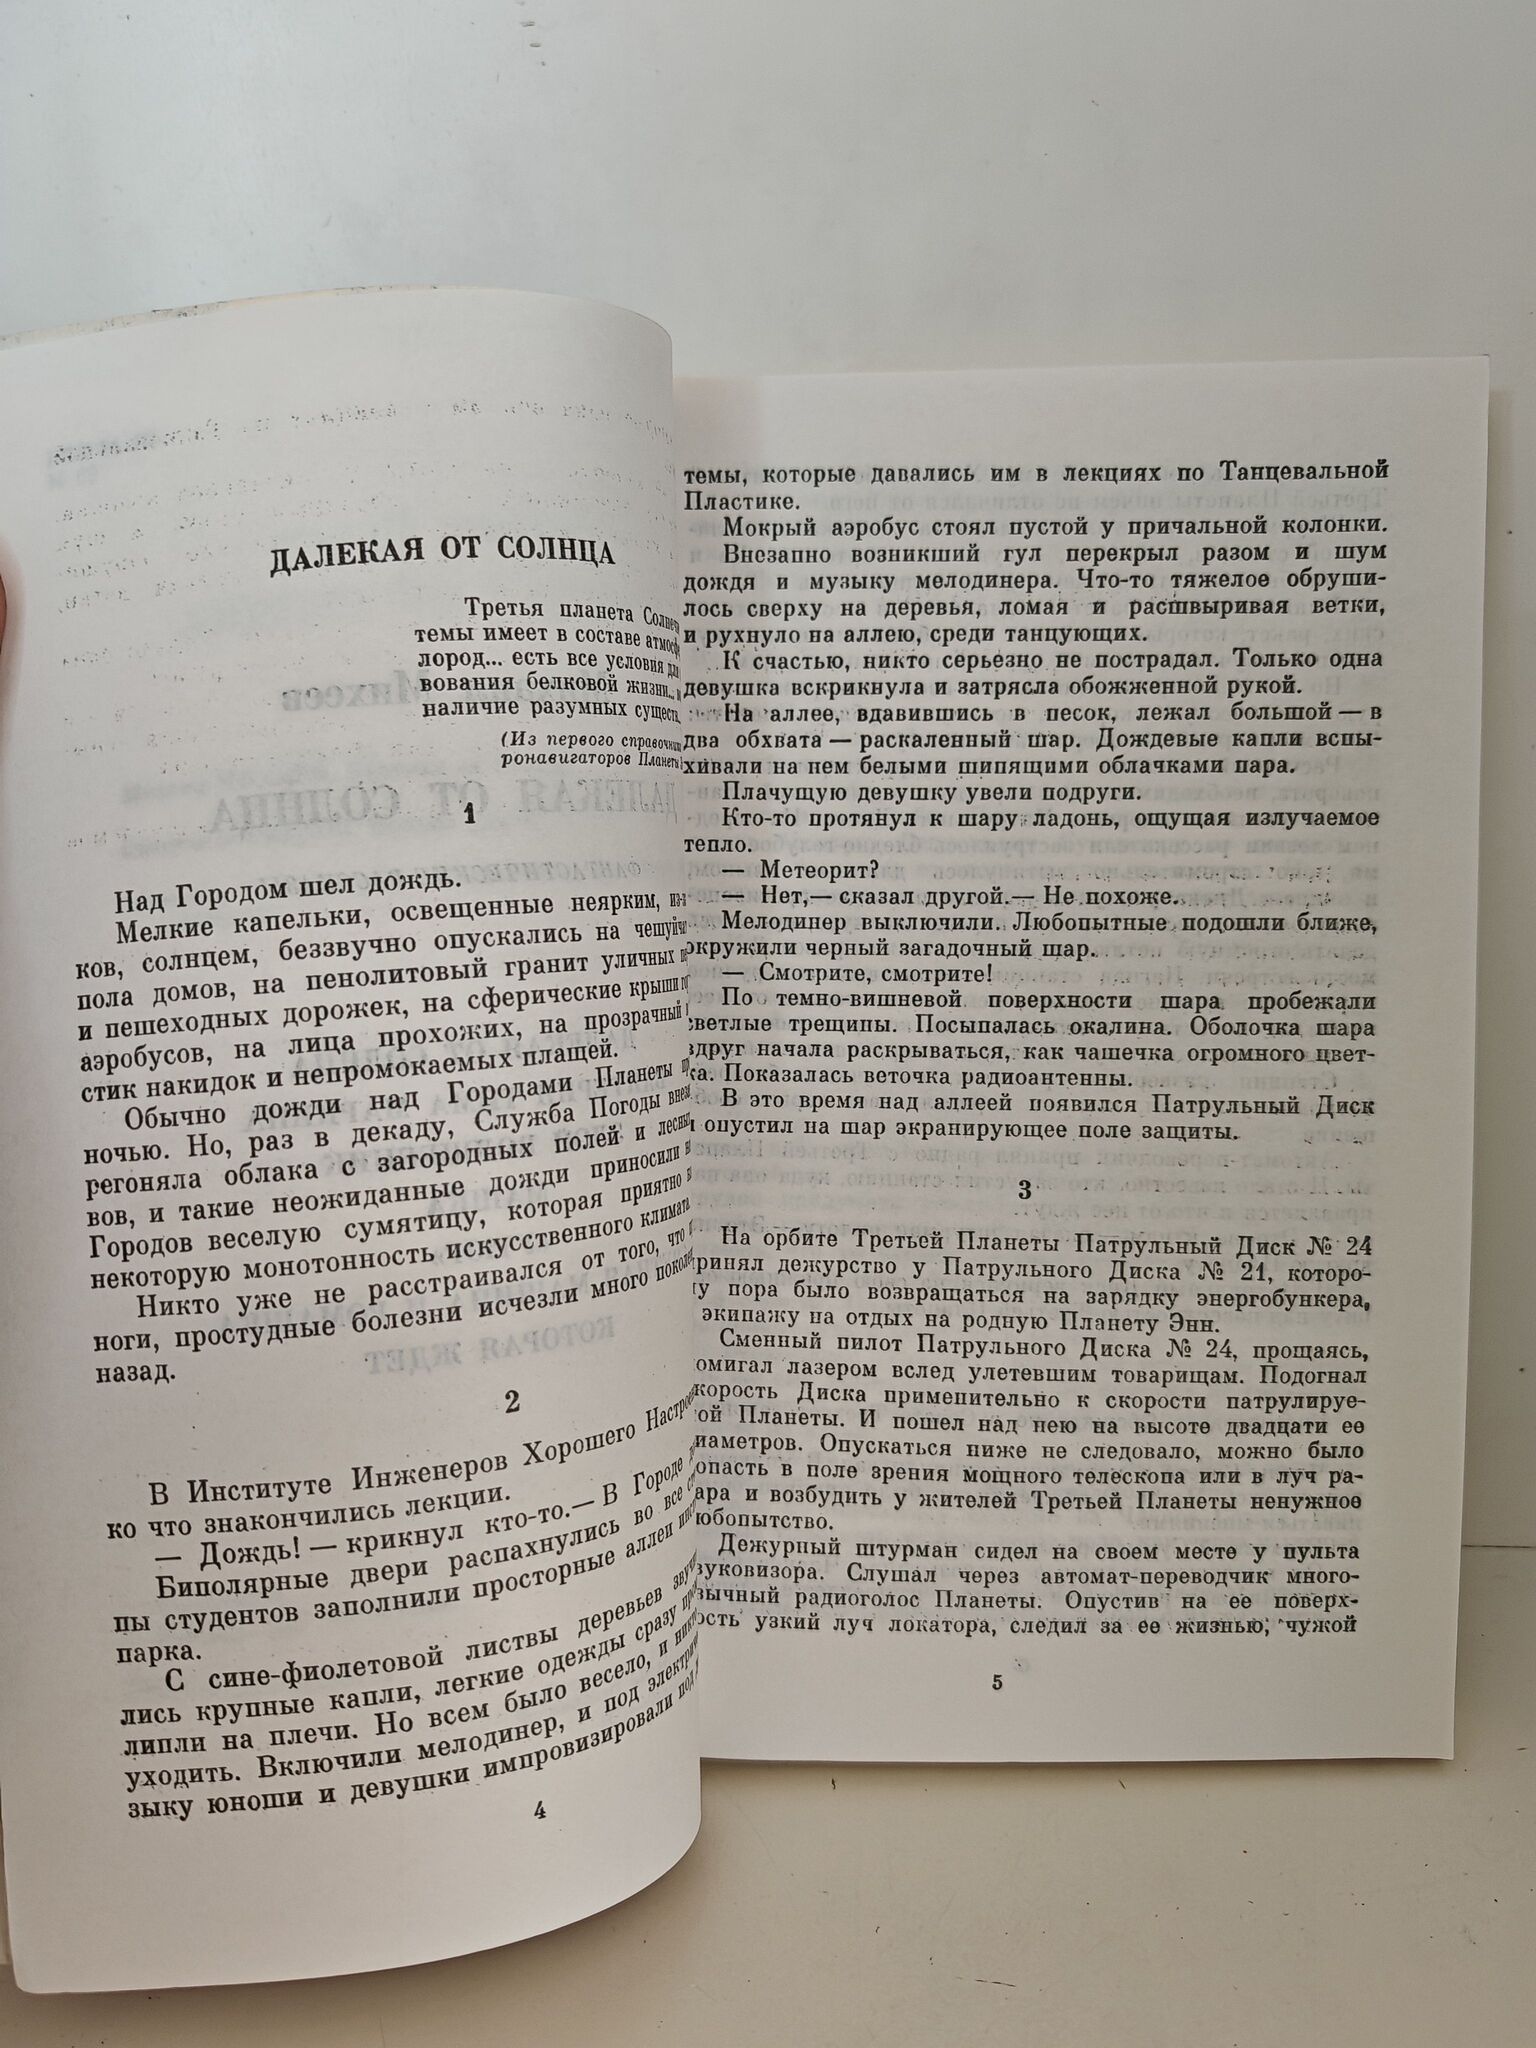 ДАЛЕКАЯ ОТ СОЛНЦА
Третья планета
темы имеет в составе
лород... есть все условия для
вования белковой жизни...
наличие разумных существ.
(Из первого
ронавигаторов Планеты
1
Над Городом шел дождь.
Мелкие капельки, освещенные неярким,
ков, солнцем, беззвучно опускались на
пола домов, на пенолитовый гранит уличных
и пешеходных дорожек, на сферические крыши
аэробусов, на лица прохожих, на прозрачный
стик накидок и непромокаемых плащей.
Обычно дожди над Городами Планеты
ночью. Но, раз в декаду, Служба Погоды
регоняла облака с загородных полей и
вов, и такие неожиданные дожди приносили
Городов веселую сумятицу, которая приятно
некоторую монотонность искусственного климата
Никто уже не расстраивался от того, что
ноги, простудные болезни исчезли много
назад.
2
В Институте Инженеров Хорошего
ко что знакончились лекции.
— Дождь! — крикнул кто-то.— В Городе
Биполярные двери распахнулись во все
пы студентов заполнили просторные аллеи
парка.
С сине-фиолетовой листвы деревьев
лись крупные капли, легкие одежды сразу
липли на плечи. Но всем было весело, и
уходить. Включили мелодинер, и под
зыку юноши и девушки импровизировали под
4
темы, которые давались им в лекциях по Танцевальной
Пластике.
Мокрый аэробус стоял пустой у причальной колонки.
Внезапно возникший гул перекрыл разом и шум
дождя и музыку мелодинера. Что-то тяжелое обруши-
лось сверху на деревья, ломая и расшвыривая ветки,
и рухнуло на аллею, среди танцующих.
К счастью, никто серьезно не пострадал. Только одна
девушка вскрикнула и затрясла обожженной рукой.
На аллее, вдавившись в песок, лежал большой — в
два обхвата — раскаленный шар. Дождевые капли вспы-
хивали на нем белыми шипящими облачками пара.
Плачущую девушку увели подруги.
Кто-то протянул к шару ладонь, ощущая излучаемое
тепло.
— Метеорит?
— Нет,— сказал другой.— Не похоже.
Мелодинер выключили. Любопытные подошли ближе,
окружили черный загадочный шар.
— Смотрите, смотрите!
По темно-вишневой поверхности шара пробежали
светлые трещины. Посыпалась окалина. Оболочка шара
вдруг начала раскрываться, как чашечка огромного цвет-
ка. Показалась веточка радиоантенны.
В это время над аллеей появился Патрульный Диск
и опустил на шар экранирующее поле защиты.
3
На орбите Третьей Планеты Патрульный Диск № 24
принял дежурство у Патрульного Диска № 21, которо-
му пора было возвращаться на зарядку энергобункера,
экипажу на отдых на родную Планету Энн.
Сменный пилот Патрульного Диска № 24, прощаясь,
помигал лазером вслед улетевшим товарищам. Подогнал
скорость Диска применительно к скорости патрулируе-
мой Планеты. И пошел над нею на высоте двадцати ее
диаметров. Опускаться ниже не следовало, можно было
попасть в поле зрения мощного телескопа или в луч ра-
дара и возбудить у жителей Третьей Планеты ненужное
любопытство.
Дежурный штурман сидел на своем месте у пульта
звуковизора. Слушал через автомат-переводчик много-
язычный радиоголос Планеты. Опустив на ее поверх-
ность узкий луч локатора, следил за ее жизнью, чужой
5